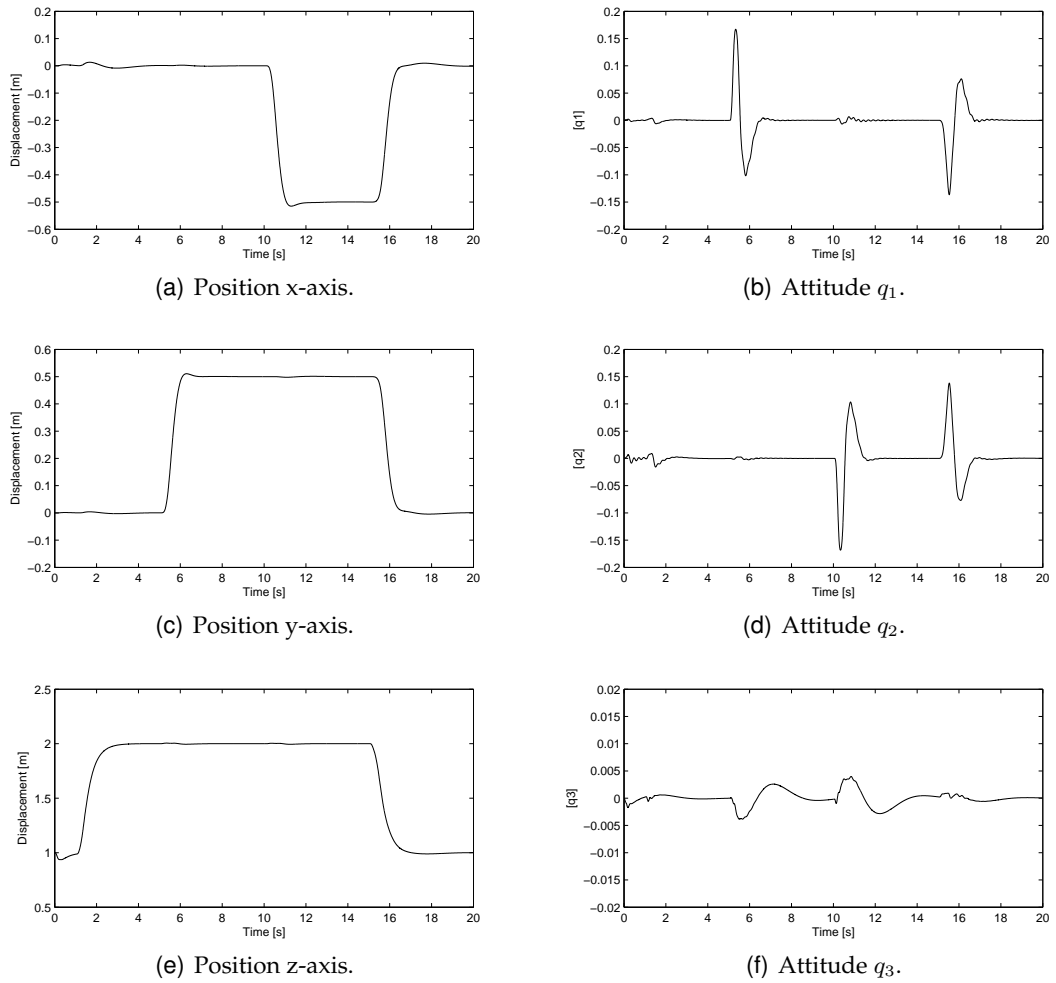 0.2
0.1
0
−0.1
−0.2
−0.3
−0.4
−0.5
−0.6
Displacement [m]
0 2 4 6 8 10 12 14 16 18 20
Time [s]
(a) Position x-axis.
0.2
0.15
0.1
0.05
0
−0.05
−0.1
−0.15
−0.2
[q1]
0 2 4 6 8 10 12 14 16 18 20
Time [s]
(b) Attitude q1.
0.6
0.5
0.4
0.3
0.2
0.1
0
−0.1
−0.2
Displacement [m]
0 2 4 6 8 10 12 14 16 18 20
Time [s]
(c) Position y-axis.
0.2
0.15
0.1
0.05
0
−0.05
−0.1
−0.15
−0.2
[q2]
0 2 4 6 8 10 12 14 16 18 20
Time [s]
(d) Attitude q2.
2.5
2
1.5
1
0.5
Displacement [m]
0 2 4 6 8 10 12 14 16 18 20
Time [s]
(e) Position z-axis.
0.02
0.015
0.01
0.005
0
−0.005
−0.01
−0.015
−0.02
[q3]
0 2 4 6 8 10 12 14 16 18 20
Time [s]
(f) Attitude q3.